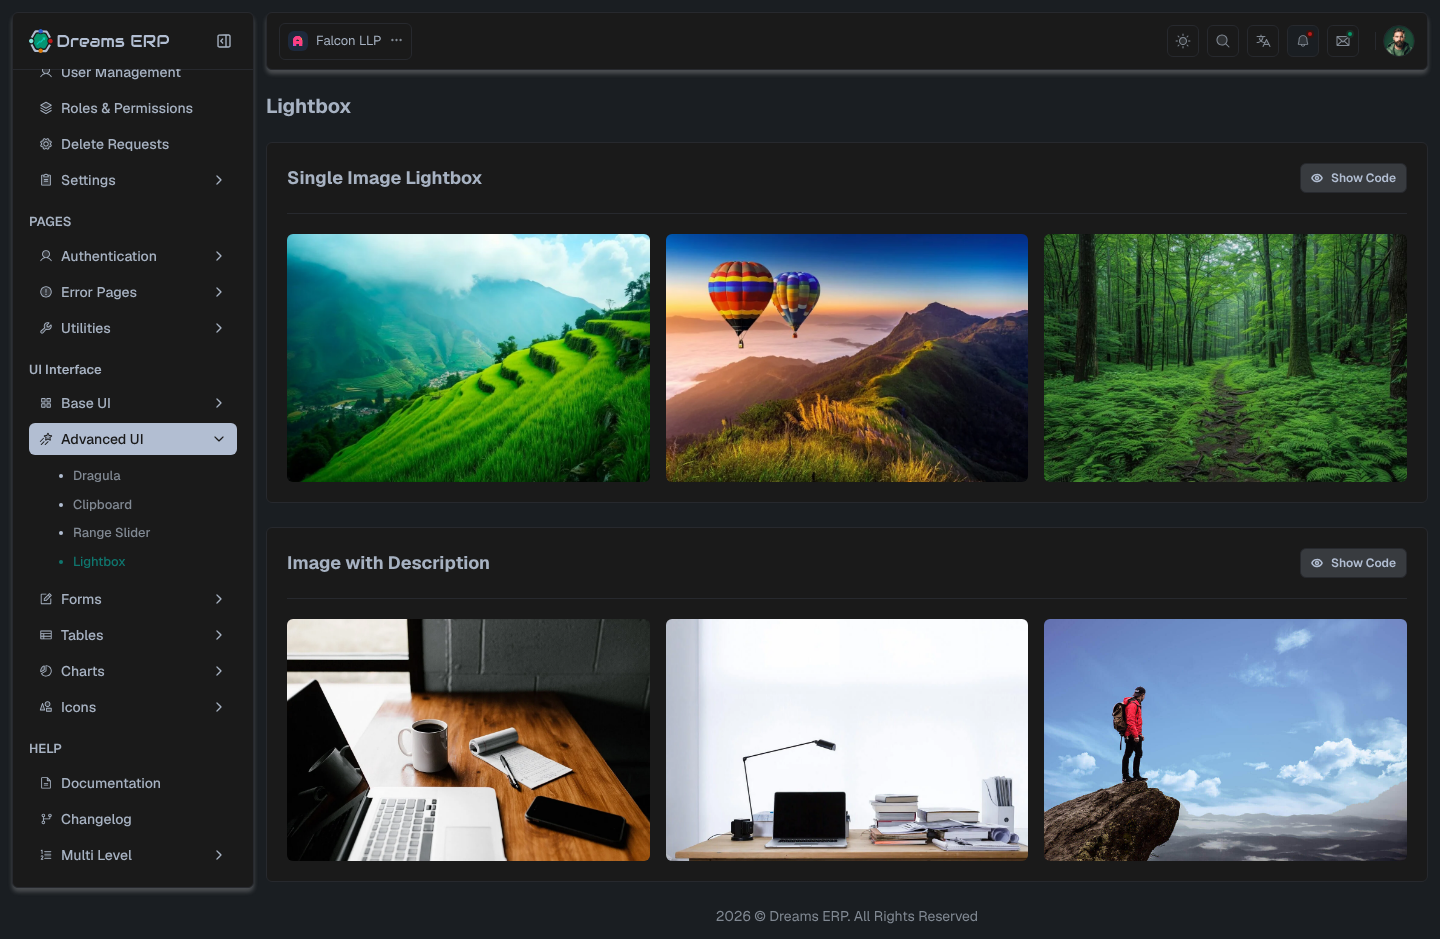 Dreams ERP
Falcon LLP
User Management
Roles & Permissions
Delete Requests
Settings
PAGES
Authentication
Error Pages
Utilities
UI Interface
Base UI
Advanced UI
Dragula
Clipboard
Range Slider
Lightbox
Forms
Tables
Charts
Icons
HELP
Documentation
Changelog
Multi Level
Lightbox
Single Image Lightbox
Show Code
Image with Description
Show Code
2026 © Dreams ERP. All Rights Reserved